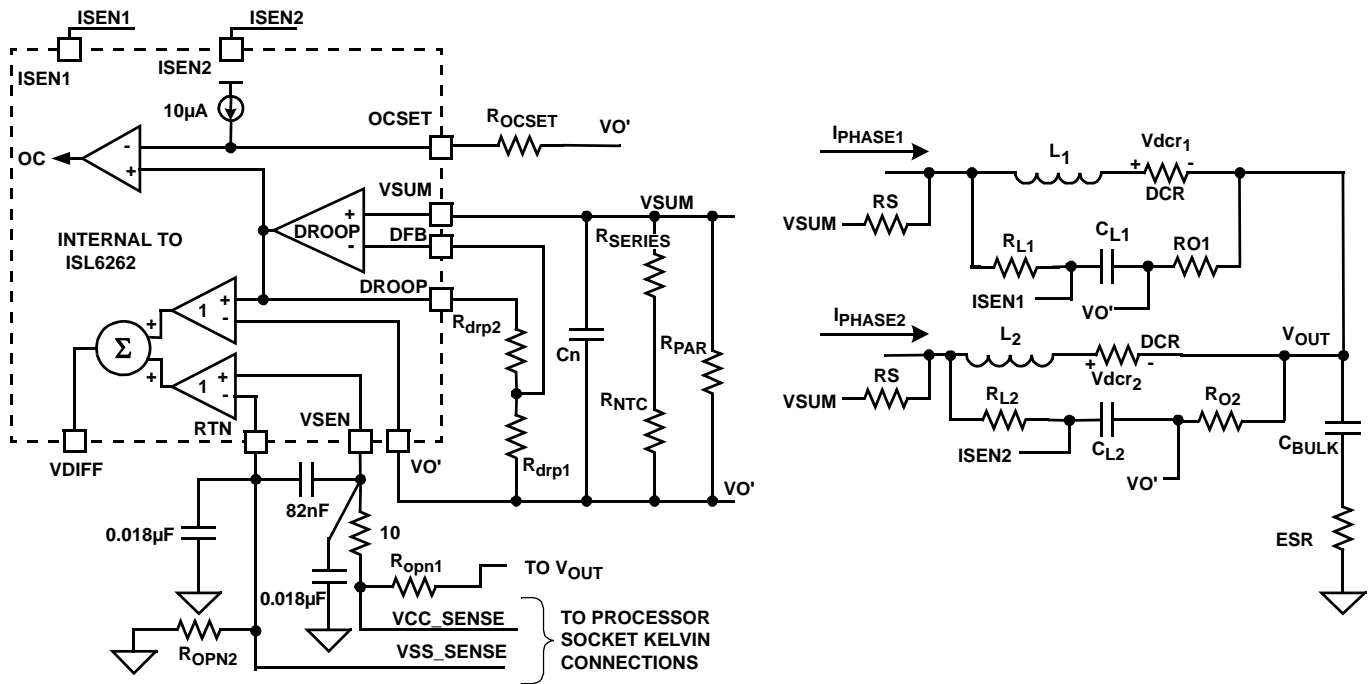 ISEN1
ISEN2
ISEN1
ISEN2
10µA
OCSET
ROCSET
VO'
OC
-
+
VSUM
VSUM
DROOP
+
-
DFB
INTERNAL TO
ISL6262
DROOP
RSERIES
Rdrp2
Cn
RPAR
1
+
-
Σ
+
+
1
+
-
RNTC
RTN
VSEN
VDIFF
VO'
Rdrp1
VO'
82nF
0.018µF
10
Ropn1
TO VOUT
0.018µF
VCC_SENSE
VSS_SENSE
TO PROCESSOR
SOCKET KELVIN
CONNECTIONS
ROPN2
IPHASE1
L1
+ Vdcr1 -
DCR
RS
VSUM
RL1
CL1
RO1
ISEN1
VO'
IPHASE2
L2
DCR
+ Vdcr2 -
VOUT
RS
VSUM
RL2
CL2
RO2
ISEN2
VO'
CBULK
ESR